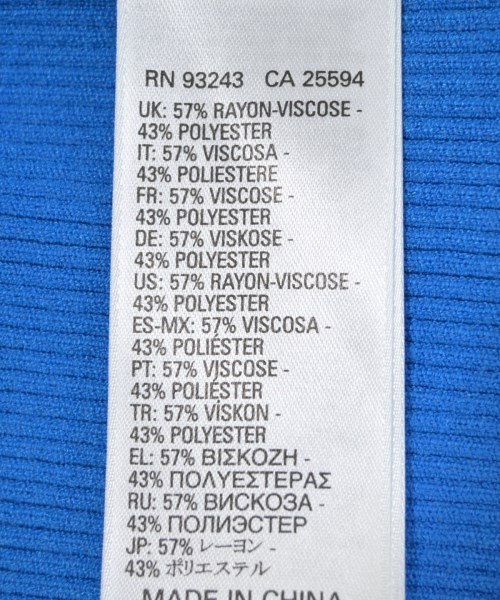 RN 93243 CA 25594
UK: 57% RAYON-VISCOSE -
43% POLYESTER
IT: 57% VISCOSA -
43% POLIESTERE
FR: 57% VISCOSE -
43% POLYESTER
DE: 57% VISKOSE -
43% POLYESTER
US: 57% RAYON-VISCOSE -
43% POLYESTER
ES-MX: 57% VISCOSA -
43% POLIÉSTER
PT: 57% VISCOSE -
43% POLIÉSTER
TR: 57% VİSKON -
43% POLYESTER
EL: 57% ΒΙΣΚΟΖΗ -
43% ΠΟΛΥΕΣΤΕΡΑΣ
RU: 57% ВИСКОЗА -
43% ПОЛИЭСТЕР
JP: 57% レーヨン -
43% ポリエステル
MADE IN CHINA